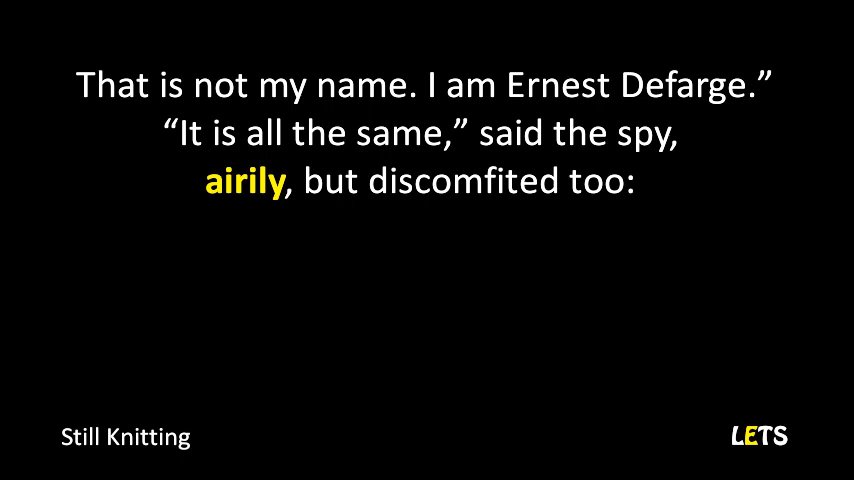 That is not my name. I am Ernest Defarge.”
“It is all the same,” said the spy,
airily, but discomfited too:
Still Knitting
LETS